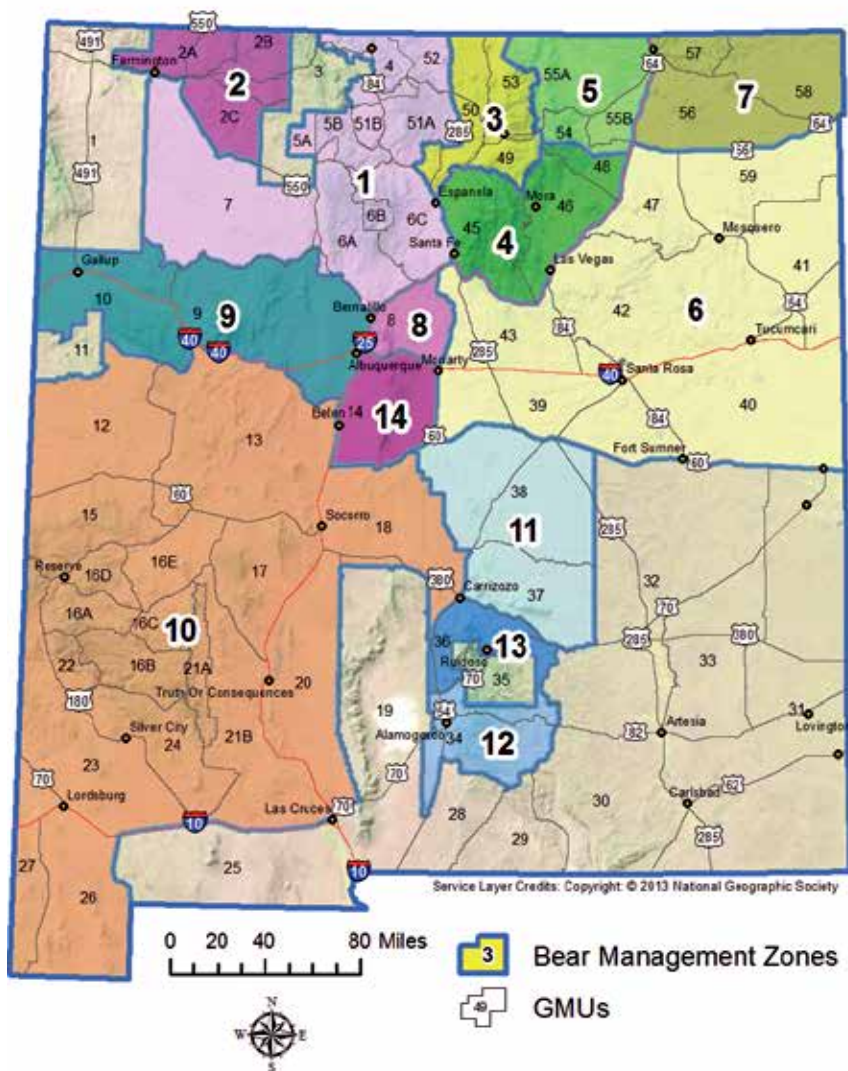 550
491
2A
2B
Farmington
2
2C
3
4
52
84
53
50
3
285
49
55A
5
64
54
55B
57
7
56
58
64
56
1
491
5A
5B
51B
51A
550
7
1
6B
6C
6A
Espanola
Santa Fe
45
Mora
46
48
4
Las Vegas
47
59
Mosquero
41
54
42
6
Tucumcari
Gallup
10
9
9
40
40
11
Bernalillo
8
8
25
Albuquerque
Moriarty
43
285
84
40
Santa Rosa
39
84
40
Fort Sumner
60
Belen
14
14
60
12
13
60
15
Socorro
18
38
11
37
285
32
70
285
380
33
Reserve
16D
16E
17
16A
16C
10
22
16B
21A
180
Truth Or Consequences
20
Silver City
24
21B
23
70
Lordsburg
10
Las Cruces
70
10
25
27
26
380
Carrizozo
36
13
Ruidoso
70
35
19
54
Alamogordo
34
12
70
28
29
30
82
Artesia
31
Lovington
62
Carlsbad
285
Service Layer Credits: Copyright: © 2013 National Geographic Society
0 20 40 80 Miles
3 Bear Management Zones
49 GMUs
N
W E
S